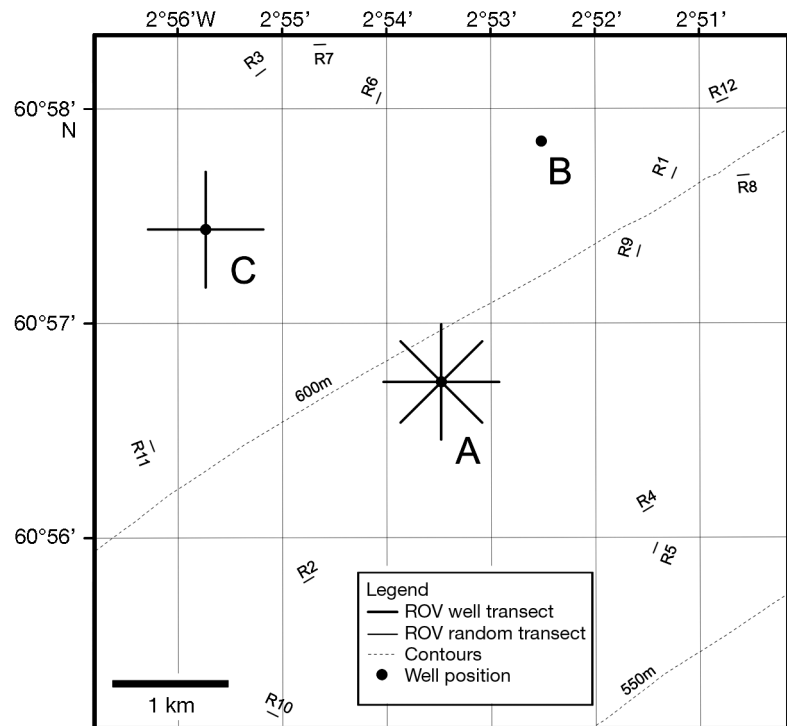 2°56’W 2°55’ 2°54’ 2°53’ 2°52’ 2°51’
R3
R7
R6
R12
60°58’
N
B
R1
R8
C
R9
60°57’
600m
A
R11
R4
60°56’
R5
R2
Legend
ROV well transect
ROV random transect
Contours
Well position
550m
1 km
R10